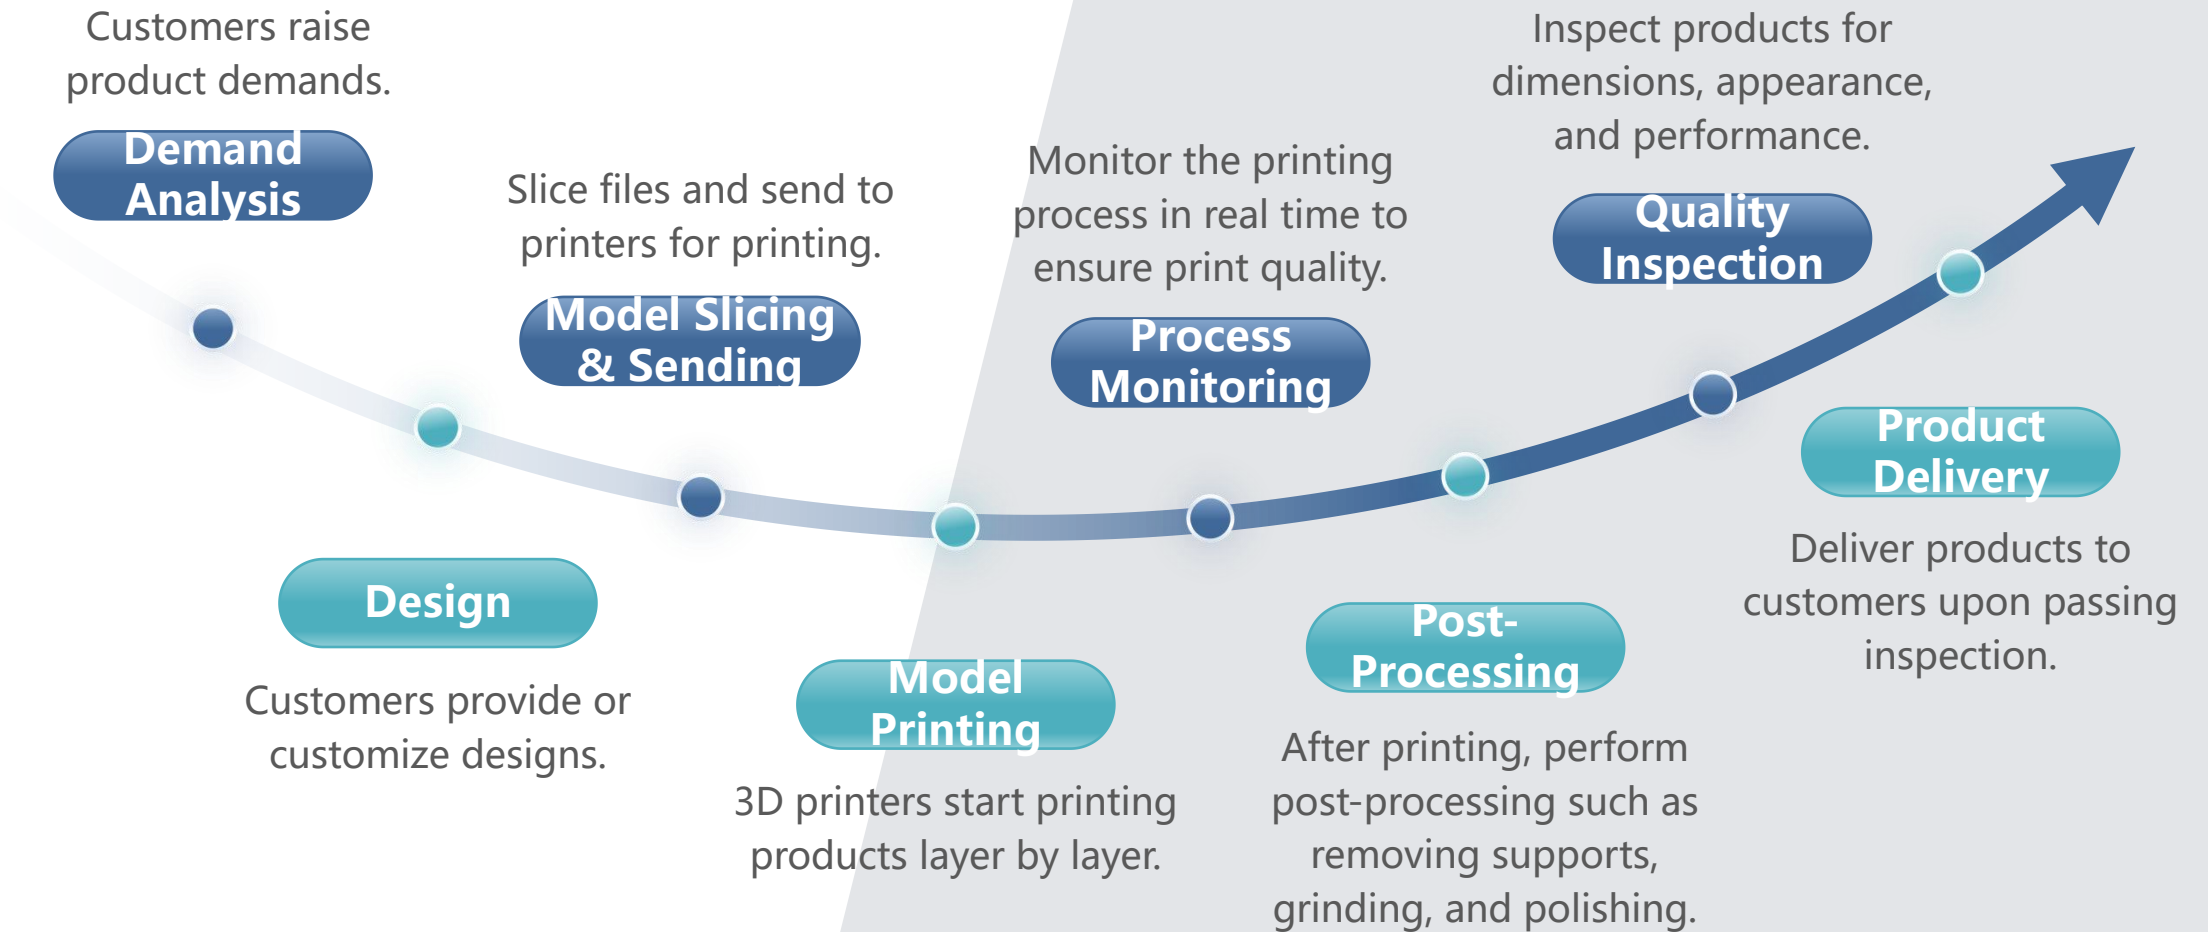 Customers raise
product demands.
Demand
Analysis
Design
Customers provide or
customize designs.
Slice files and send to
printers for printing.
Model Slicing
& Sending
Model
Printing
3D printers start printing
products layer by layer.
Monitor the printing
process in real time to
ensure print quality.
Process
Monitoring
Post-
Processing
After printing, perform
post-processing such as
removing supports,
grinding, and polishing.
Inspect products for
dimensions, appearance,
and performance.
Quality
Inspection
Product
Delivery
Deliver products to
customers upon passing
inspection.